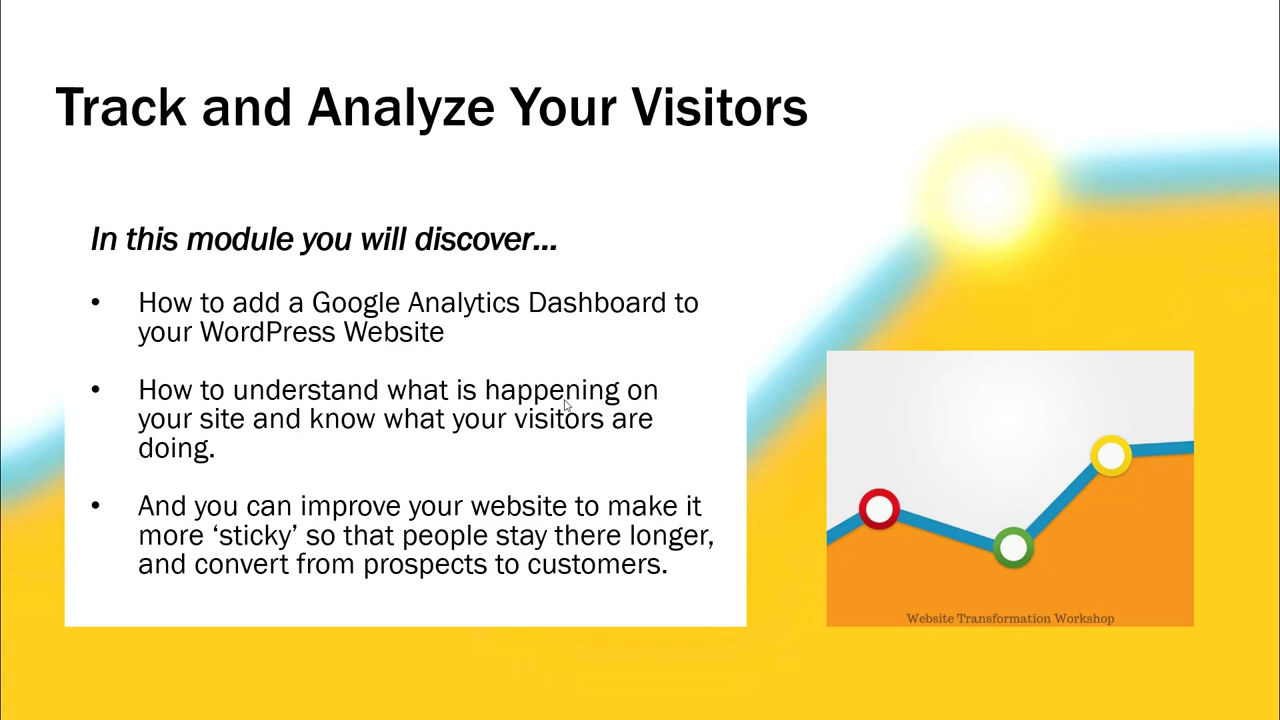 Track and Analyze Your Visitors
In this module you will discover...
• How to add a Google Analytics Dashboard to
your WordPress Website
• How to understand what is happening on
your site and know what your visitors are
doing.
• And you can improve your website to make it
more ‘sticky’ so that people stay there longer,
and convert from prospects to customers.
Website Transformation Workshop